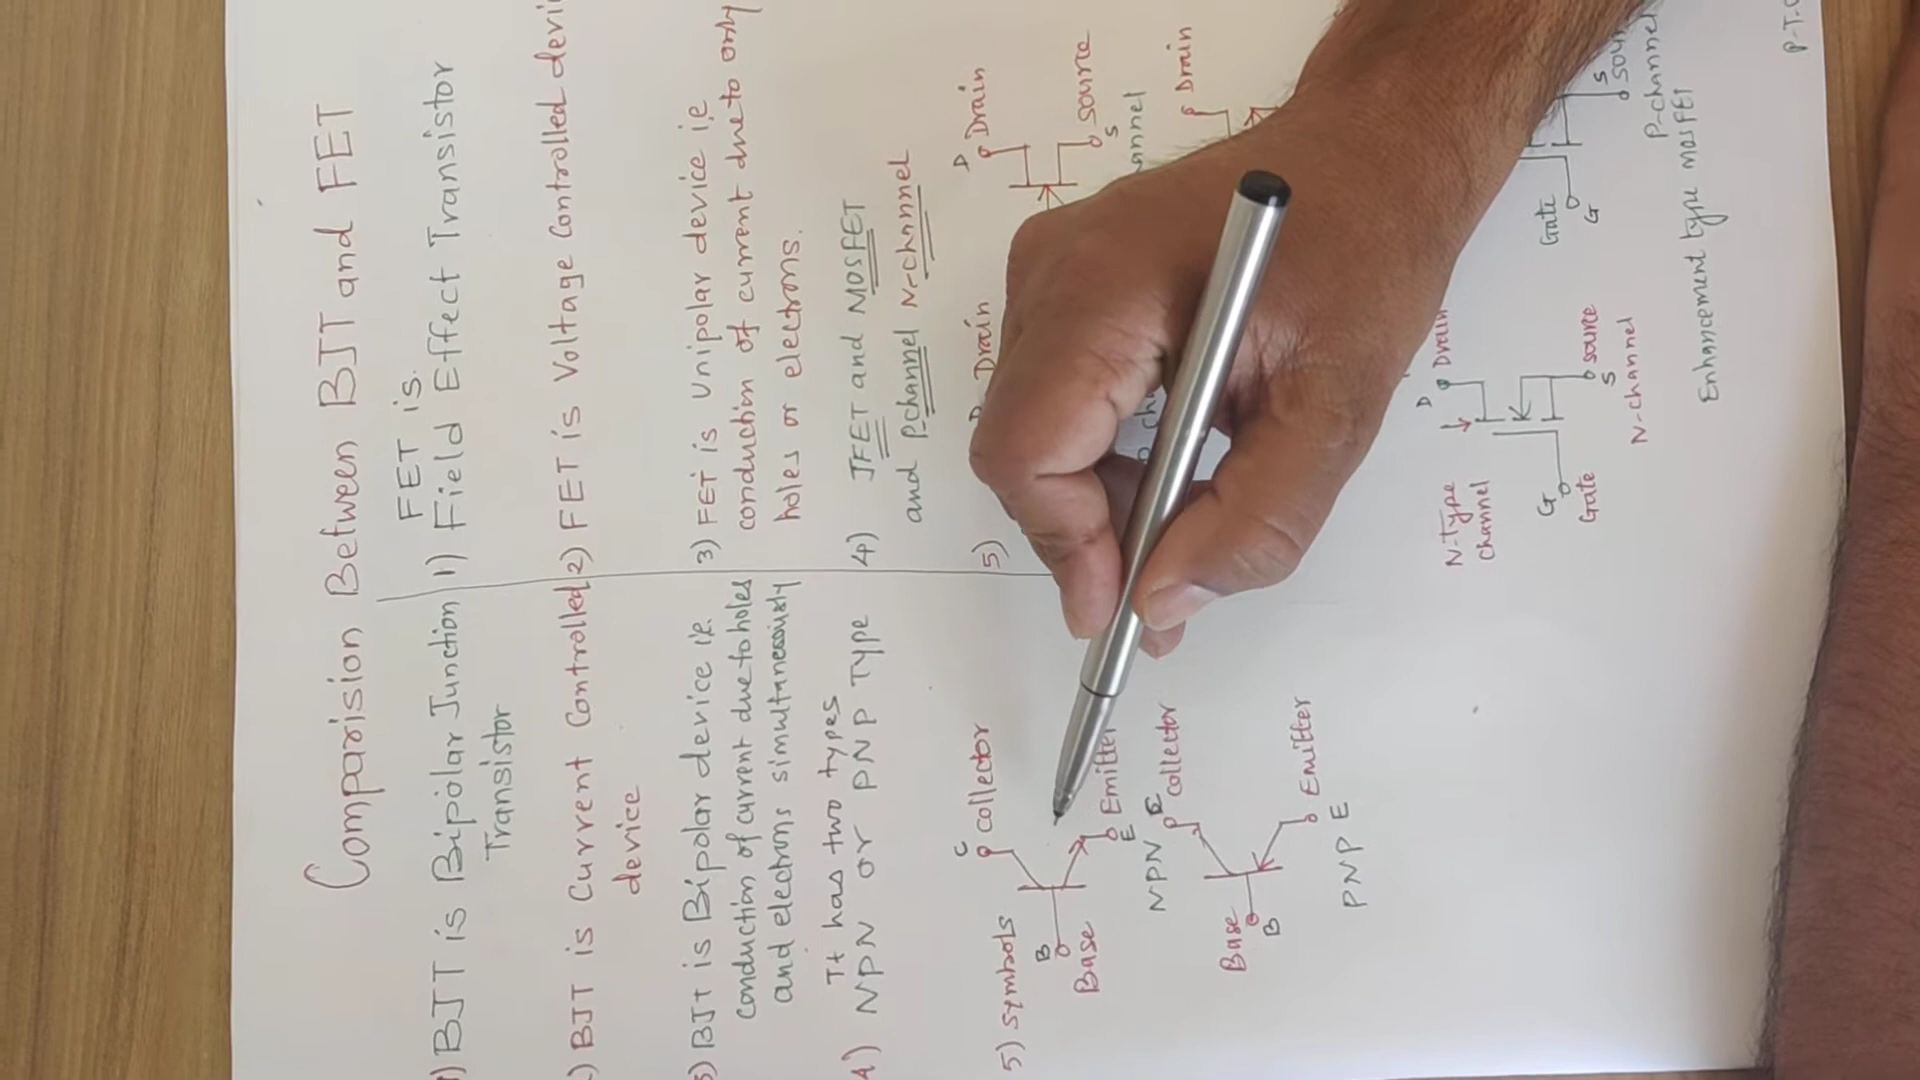 Comparision Between BJT and FET
FET is.
1) BJT is Bipolar Junction
Transistor
1) Field Effect Transistor
BJT is Current Controlled
device
2) FET is Voltage Controlled
3) BJT is Bipolar device i.e.
conduction of current due to holes
and electrons simultaneously
3) FET is Unipolar device ie
conduction of current due to only
holes or electrons.
It has two types
4) NPN or PNP TYPE
4) JFET and MOSFET
and P-channel N-channel
5) Symbols
C Collector
B
Base
Emitter
E
NPN
Collector
Base
B
Emitter
E
PNP
5)
Drain
D Drain
source
S
Drain
N-type
channel
D Drain
G
Gate
source
S
N-channel
Gate
G
S
P-channel
Enhancement type MOSFET